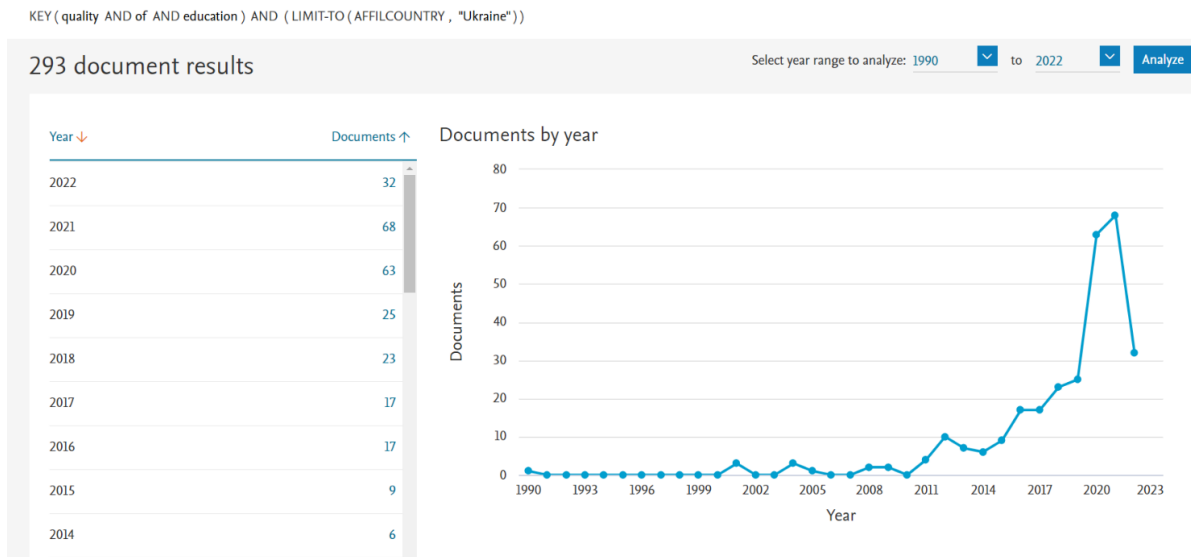 KEY ( quality AND of AND education ) AND ( LIMIT-TO ( AFFILCOUNTRY , "Ukraine" ) )
293 document results
Select year range to analyze: 1990 to 2022 Analyze
Year Documents
2022 32
2021 68
2020 63
2019 25
2018 23
2017 17
2016 17
2015 9
2014 6
Documents by year
80
70
60
50
40
30
20
10
0
Documents
1990 1993 1996 1999 2002 2005 2008 2011 2014 2017 2020 2023
Year